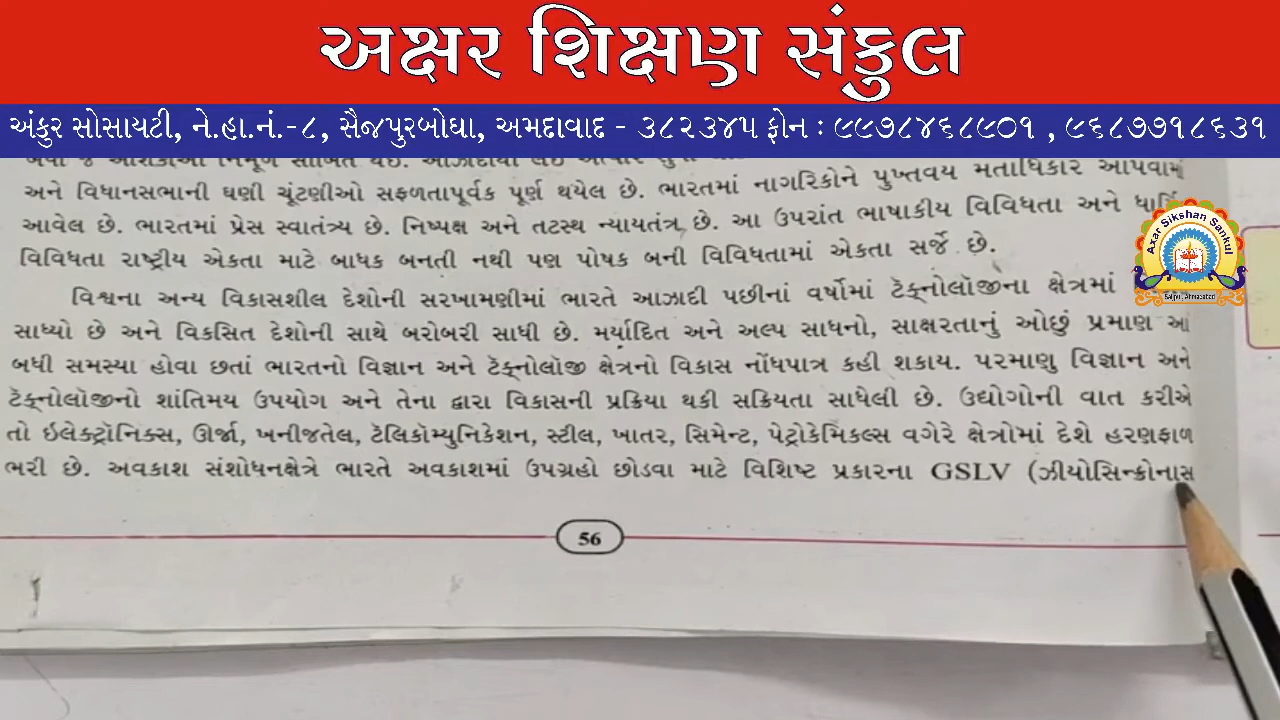 અક્ષર શિક્ષણ સંકુલ
અંકુર સોસાયટી, ને.હા.નં.-૮, સૈજપુરબોઘા, અમદાવાદ - ૩૮૨૩૪૫ ફોન : ૯૯૭૮૪૬૮૯૦૧ , ૯૬૮૭૭૧૮૬૩૧
અને વિધાનસભાની ઘણી ચૂંટણીઓ સફળતાપૂર્વક પૂર્ણ થયેલ છે. ભારતમાં નાગરિકોને પુખ્તવય મતાધિકાર આપવામાં
આવેલ છે. ભારતમાં પ્રેસ સ્વાતંત્ર્ય છે. નિષ્પક્ષ અને તટસ્થ ન્યાયતંત્ર છે. આ ઉપરાંત ભાષાકીય વિવિધતા અને
વિવિધતા રાષ્ટ્રીય એકતા માટે બાધક બનતી નથી પણ પોષક બની વિવિધતામાં એકતા સર્જે છે.
Axar Sikshan Sankul
Saijpur, Ahmedabad
વિશ્વના અન્ય વિકાસશીલ દેશોની સરખામણીમાં ભારતે આઝાદી પછીનાં વર્ષોમાં ટૅક્નોલૉજીના ક્ષેત્રમાં
સાધ્યો છે અને વિકસિત દેશોની સાથે બરોબરી સાધી છે. મર્યાદિત અને અલ્પ સાધનો, સાક્ષરતાનું ઓછું પ્રમાણ આ
બધી સમસ્યા હોવા છતાં ભારતનો વિજ્ઞાન અને ટૅક્નોલૉજી ક્ષેત્રનો વિકાસ નોંધપાત્ર કહી શકાય. પરમાણુ વિજ્ઞાન અને
ટૅક્નોલૉજીનો શાંતિમય ઉપયોગ અને તેના દ્વારા વિકાસની પ્રક્રિયા થકી સક્રિયતા સાધેલી છે. ઉદ્યોગોની વાત કરીએ
તો ઇલેક્ટ્રૉનિક્સ, ઊર્જા, ખનીજતેલ, ટૅલિકૉમ્યુનિકેશન, સ્ટીલ, ખાતર, સિમેન્ટ, પેટ્રોકેમિકલ્સ વગેરે ક્ષેત્રોમાં દેશે હરણફાળ
ભરી છે. અવકાશ સંશોધનક્ષેત્રે ભારતે અવકાશમાં ઉપગ્રહો છોડવા માટે વિશિષ્ટ પ્રકારના GSLV (ઝીયોસિન્ક્રોનાસ
56